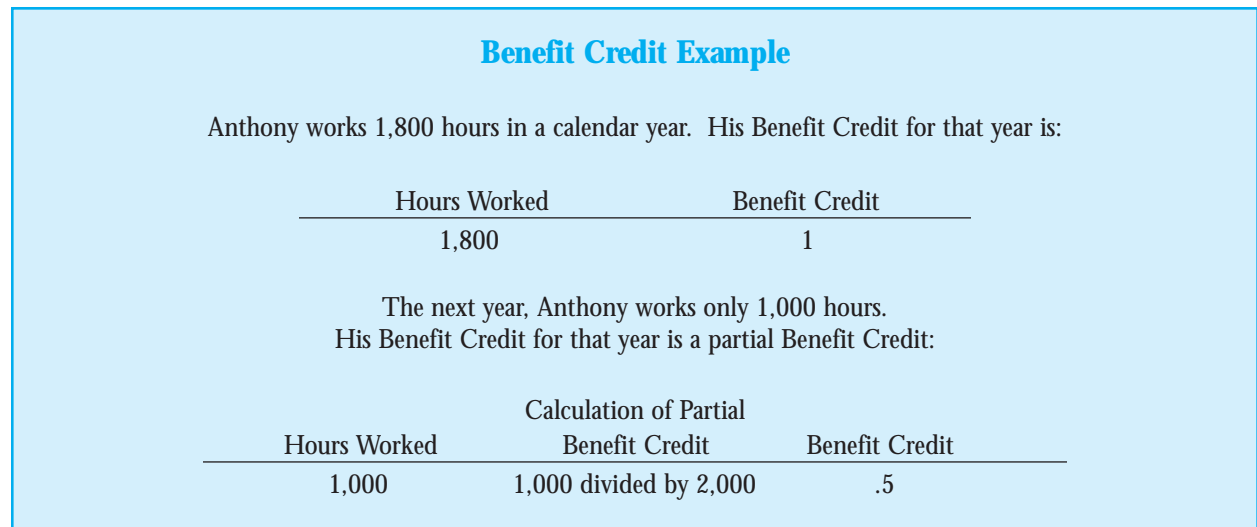 Benefit Credit Example
Anthony works 1,800 hours in a calendar year. His Benefit Credit for that year is:
Hours Worked Benefit Credit
1,800 1
The next year, Anthony works only 1,000 hours.
His Benefit Credit for that year is a partial Benefit Credit:
Calculation of Partial
Hours Worked Benefit Credit Benefit Credit
1,000 1,000 divided by 2,000 .5